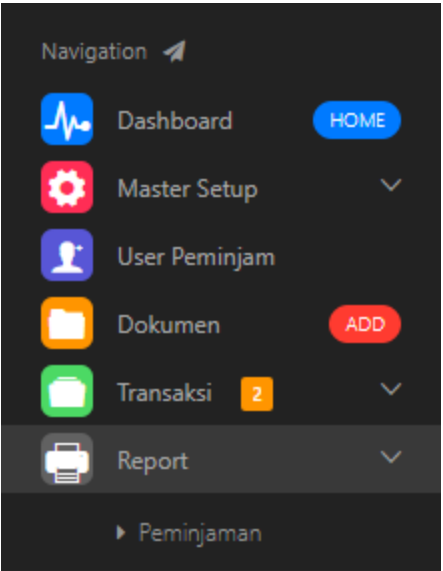 Navigation
Dashboard HOME
Master Setup
User Peminjam
Dokumen ADD
Transaksi 2
Report
Peminjaman